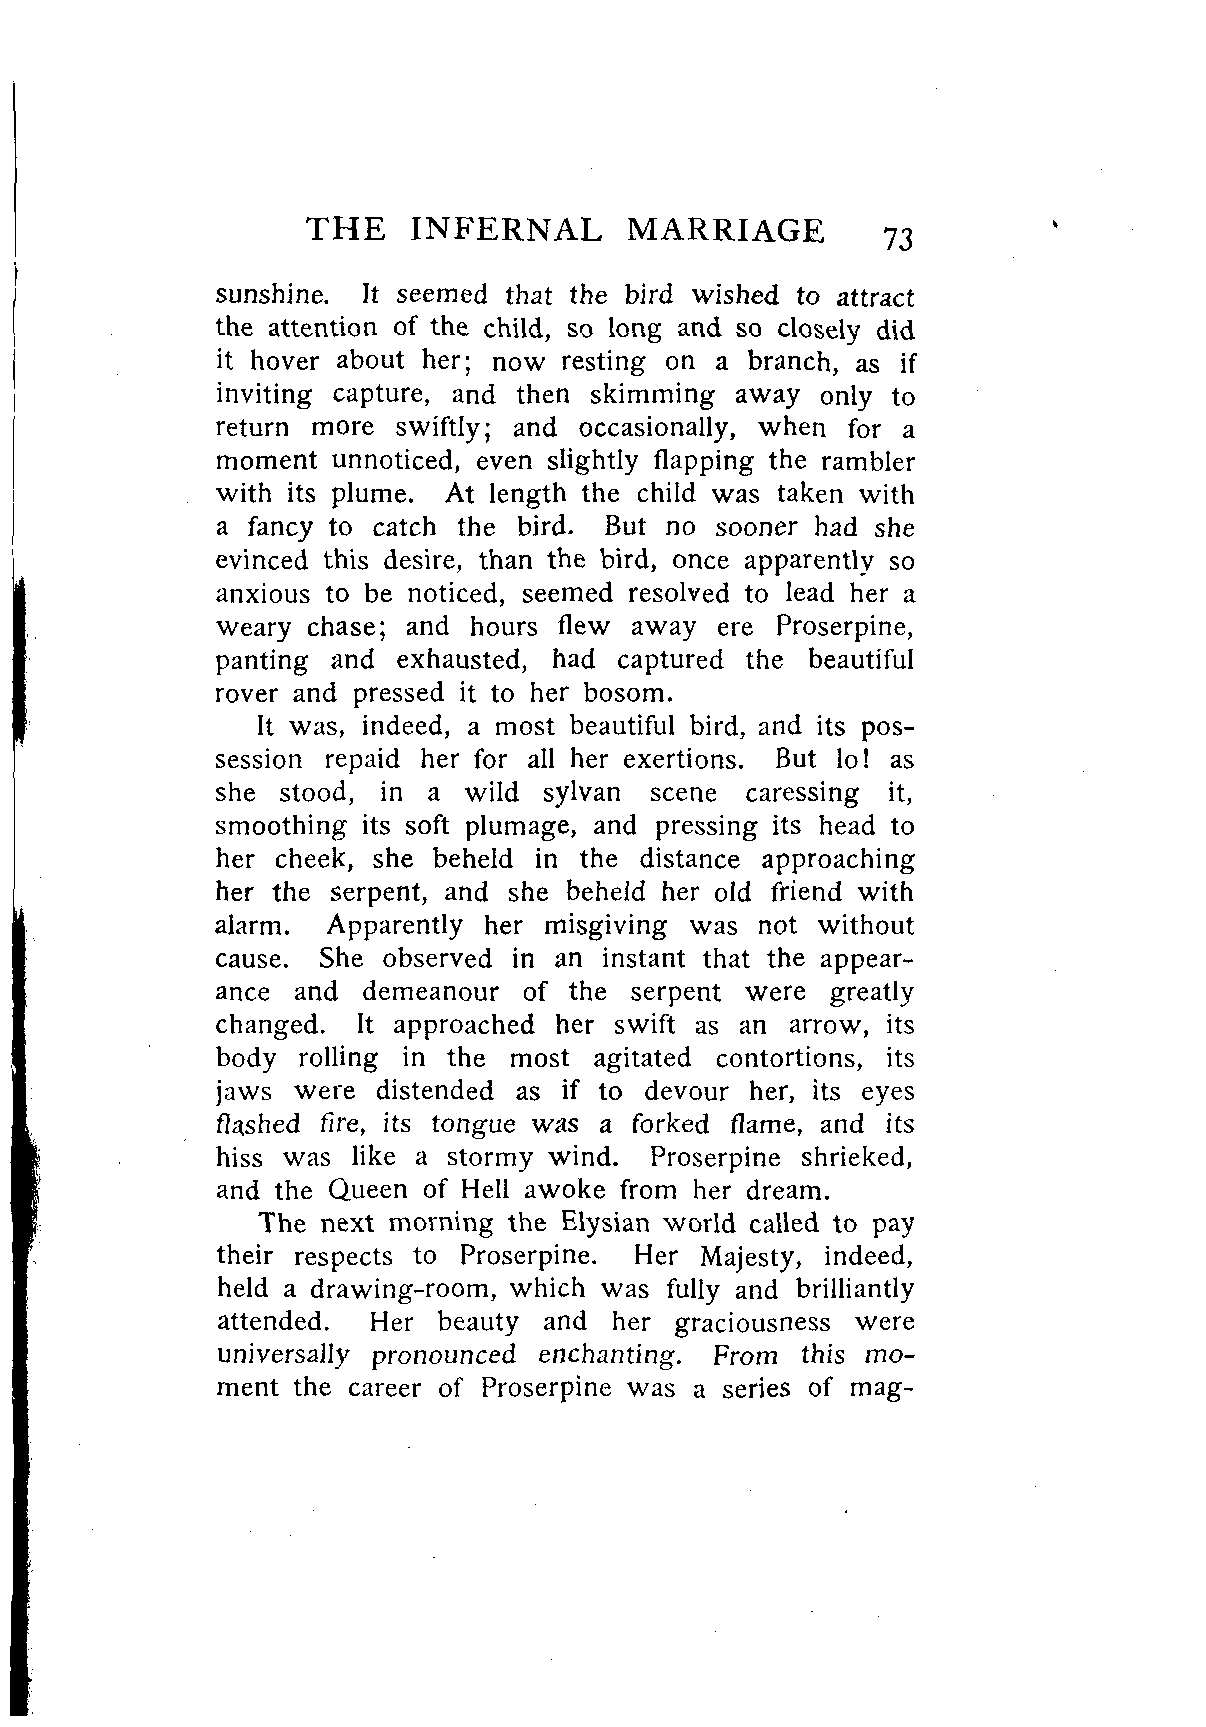 THE INFERNAL MARRIAGE 73
sunshine. It seemed that the bird wished to attract
the attention of the child, so long and so closely did
it hover about her; now resting on a branch, as if
inviting capture, and then skimming away only to
return more swiftly; and occasionally, when for a
moment unnoticed, even slightly flapping the rambler
with its plume. At length the child was taken with
a fancy to catch the bird. But no sooner had she
evinced this desire, than the bird, once apparently so
anxious to be noticed, seemed resolved to lead her a
weary chase; and hours flew away ere Proserpine,
panting and exhausted, had captured the beautiful
rover and pressed it to her bosom.
It was, indeed, a most beautiful bird, and its pos-
session repaid her for all her exertions. But lo! as
she stood, in a wild sylvan scene caressing it,
smoothing its soft plumage, and pressing its head to
her cheek, she beheld in the distance approaching
her the serpent, and she beheld her old friend with
alarm. Apparently her misgiving was not without
cause. She observed in an instant that the appear-
ance and demeanour of the serpent were greatly
changed. It approached her swift as an arrow, its
body rolling in the most agitated contortions, its
jaws were distended as if to devour her, its eyes
flashed fire, its tongue was a forked flame, and its
hiss was like a stormy wind. Proserpine shrieked,
and the Queen of Hell awoke from her dream.
The next morning the Elysian world called to pay
their respects to Proserpine. Her Majesty, indeed,
held a drawing-room, which was fully and brilliantly
attended. Her beauty and her graciousness were
universally pronounced enchanting. From this mo-
ment the career of Proserpine was a series of mag-